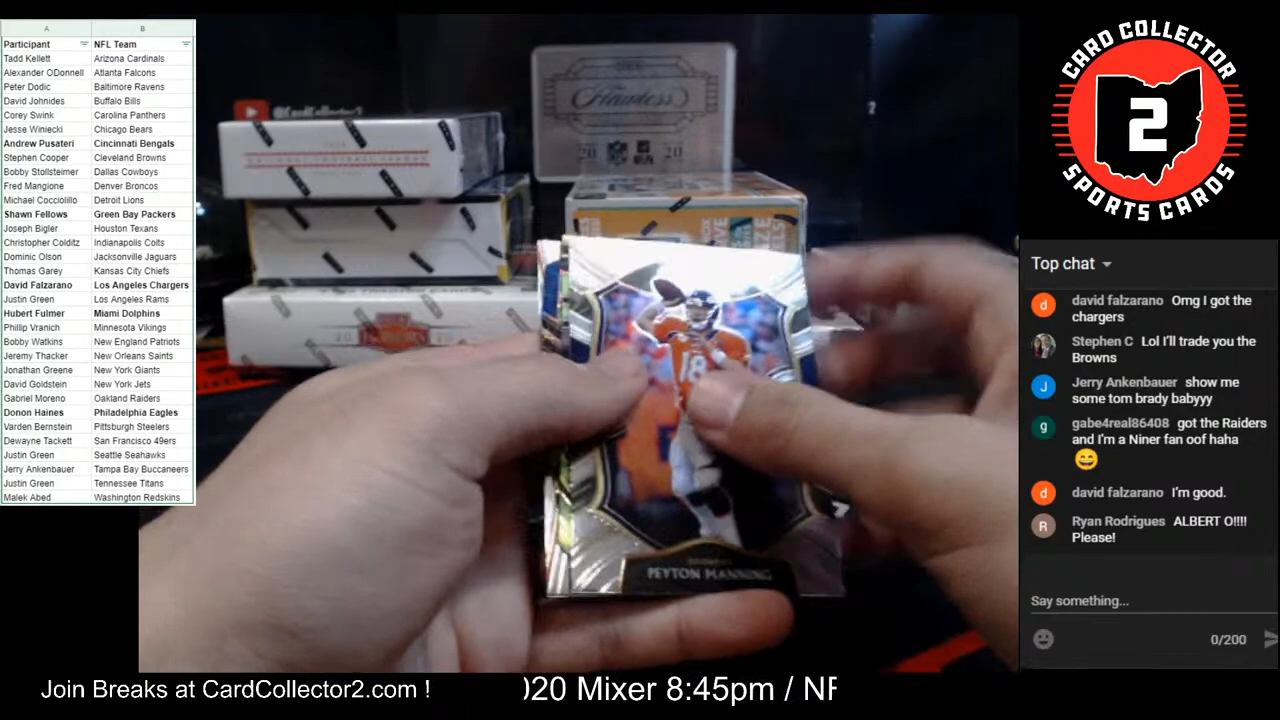 A B
Participant NFL Team
Tadd Kellett Arizona Cardinals
Alexander ODonnell Atlanta Falcons
Peter Dodic Baltimore Ravens
David Johnides Buffalo Bills
Corey Swink Carolina Panthers
Jesse Winiecki Chicago Bears
Andrew Pusateri Cincinnati Bengals
Stephen Cooper Cleveland Browns
Bobby Stollsteimer Dallas Cowboys
Fred Mangione Denver Broncos
Michael Cocciolillo Detroit Lions
Shawn Fellows Green Bay Packers
Joseph Bigler Houston Texans
Christopher Colditz Indianapolis Colts
Dominic Olson Jacksonville Jaguars
Thomas Garey Kansas City Chiefs
David Falzarano Los Angeles Chargers
Justin Green Los Angeles Rams
Hubert Fulmer Miami Dolphins
Phillip Vranich Minnesota Vikings
Bobby Watkins New England Patriots
Jeremy Thacker New Orleans Saints
Jonathan Greene New York Giants
David Goldstein New York Jets
Gabriel Moreno Oakland Raiders
Donon Haines Philadelphia Eagles
Varden Bernstein Pittsburgh Steelers
Dewayne Tackett San Francisco 49ers
Justin Green Seattle Seahawks
Jerry Ankenbauer Tampa Bay Buccaneers
Justin Green Tennessee Titans
Malek Abed Washington Redskins
@CardCollector2
Flawless
20 NFL 20
18
BRONCOS
PEYTON MANNING
CARD COLLECTOR
2
SPORTS CARDS
Top chat
d david falzarano Omg I got the
chargers
Stephen C Lol I'll trade you the
Browns
J Jerry Ankenbauer show me
some tom brady babyyy
g gabe4real86408 got the Raiders
and I'm a Niner fan oof haha
d david falzarano I'm good.
R Ryan Rodrigues ALBERT O!!!!
Please!
Say something...
0/200
Join Breaks at CardCollector2.com !
020 Mixer 8:45pm / NF